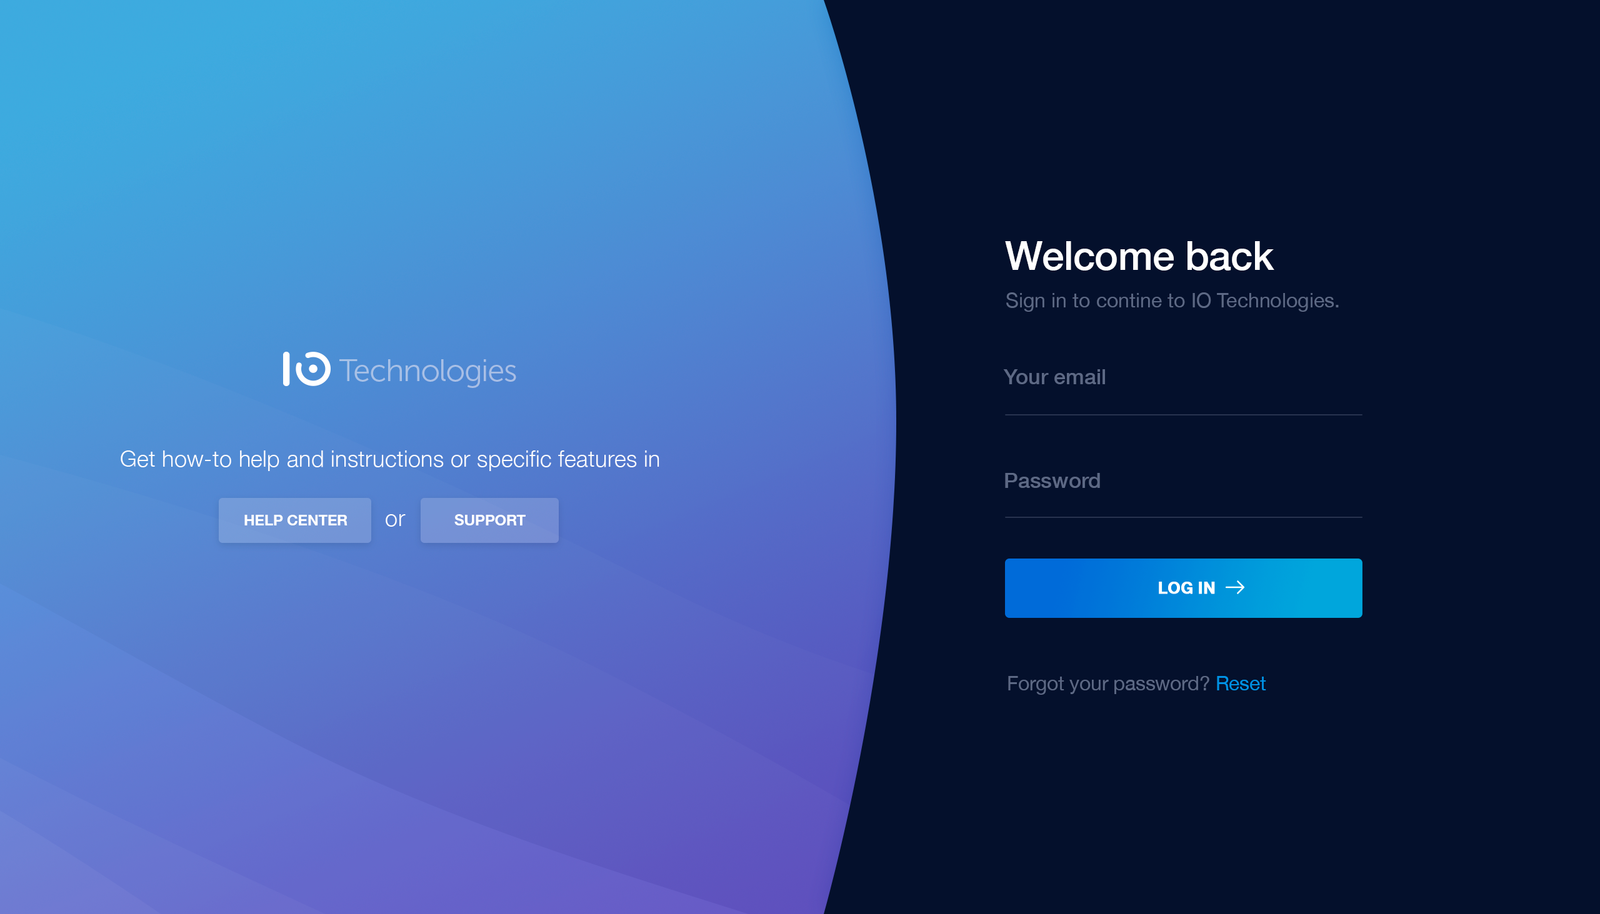 IO Technologies
Get how-to help and instructions or specific features in
HELP CENTER or SUPPORT
Welcome back
Sign in to contine to IO Technologies.
Your email
Password
LOG IN →
Forgot your password? Reset